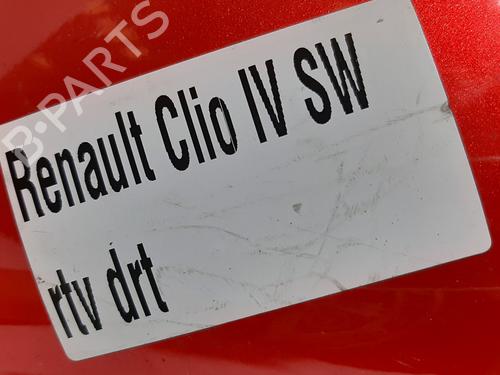 B-PARTS
Renault Clio IV SW
rtv drt